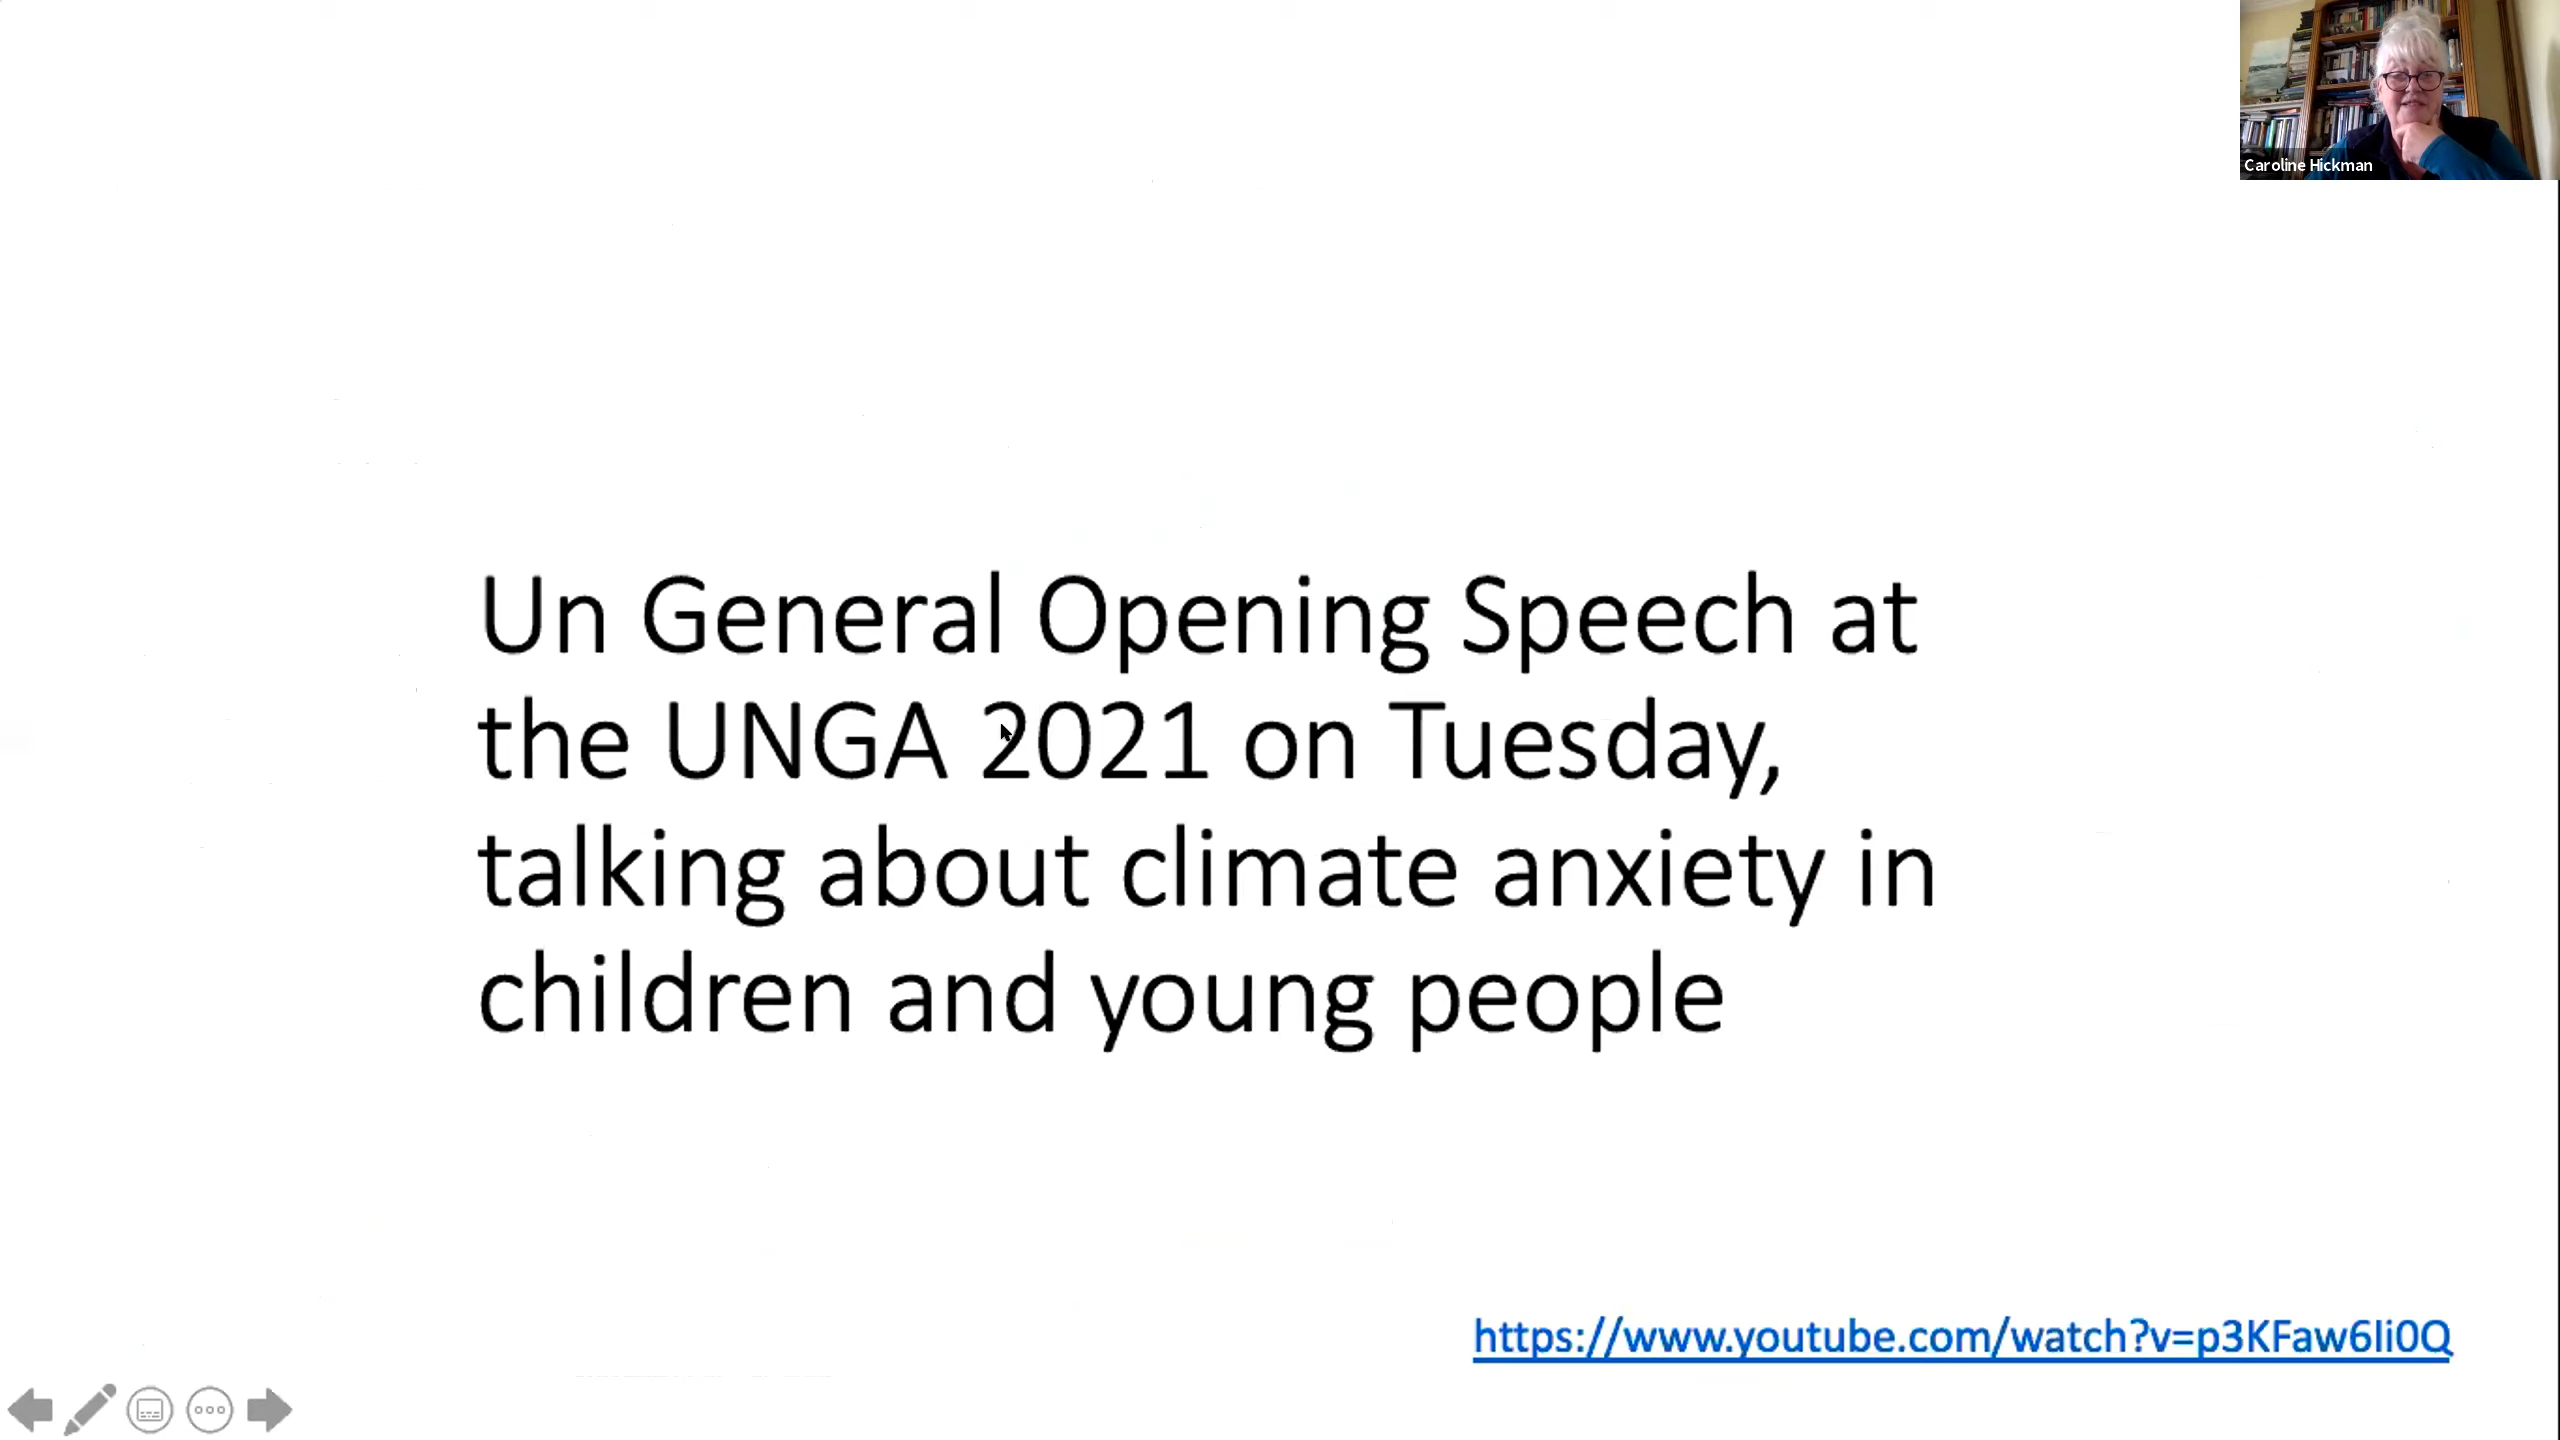 Caroline Hickman
Un General Opening Speech at
the UNGA 2021 on Tuesday,
talking about climate anxiety in
children and young people
https://www.youtube.com/watch?v=p3KFaw6Ii0Q